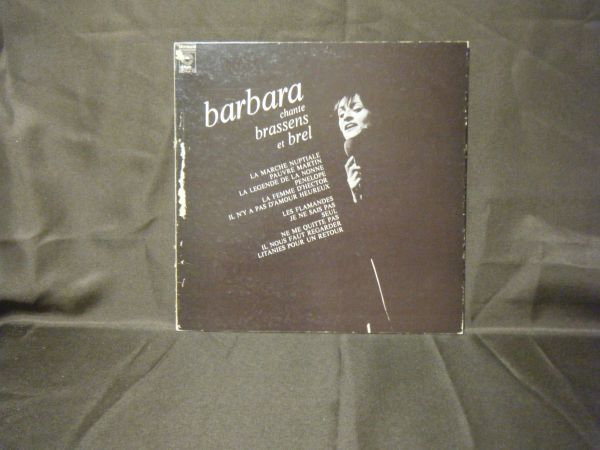 barbara
chante
brassens
et brel
LA MARCHE NUPTIALE
PAUVRE MARTIN
LA LEGENDE DE LA NONNE
PENELOPE
LA FEMME D'HECTOR
IL N'Y A PAS D'AMOUR HEUREUX
LES FLAMANDES
JE NE SAIS PAS
SEUL
NE ME QUITTE PAS
IL NOUS FAUT REGARDER
LITANIES POUR UN RETOUR